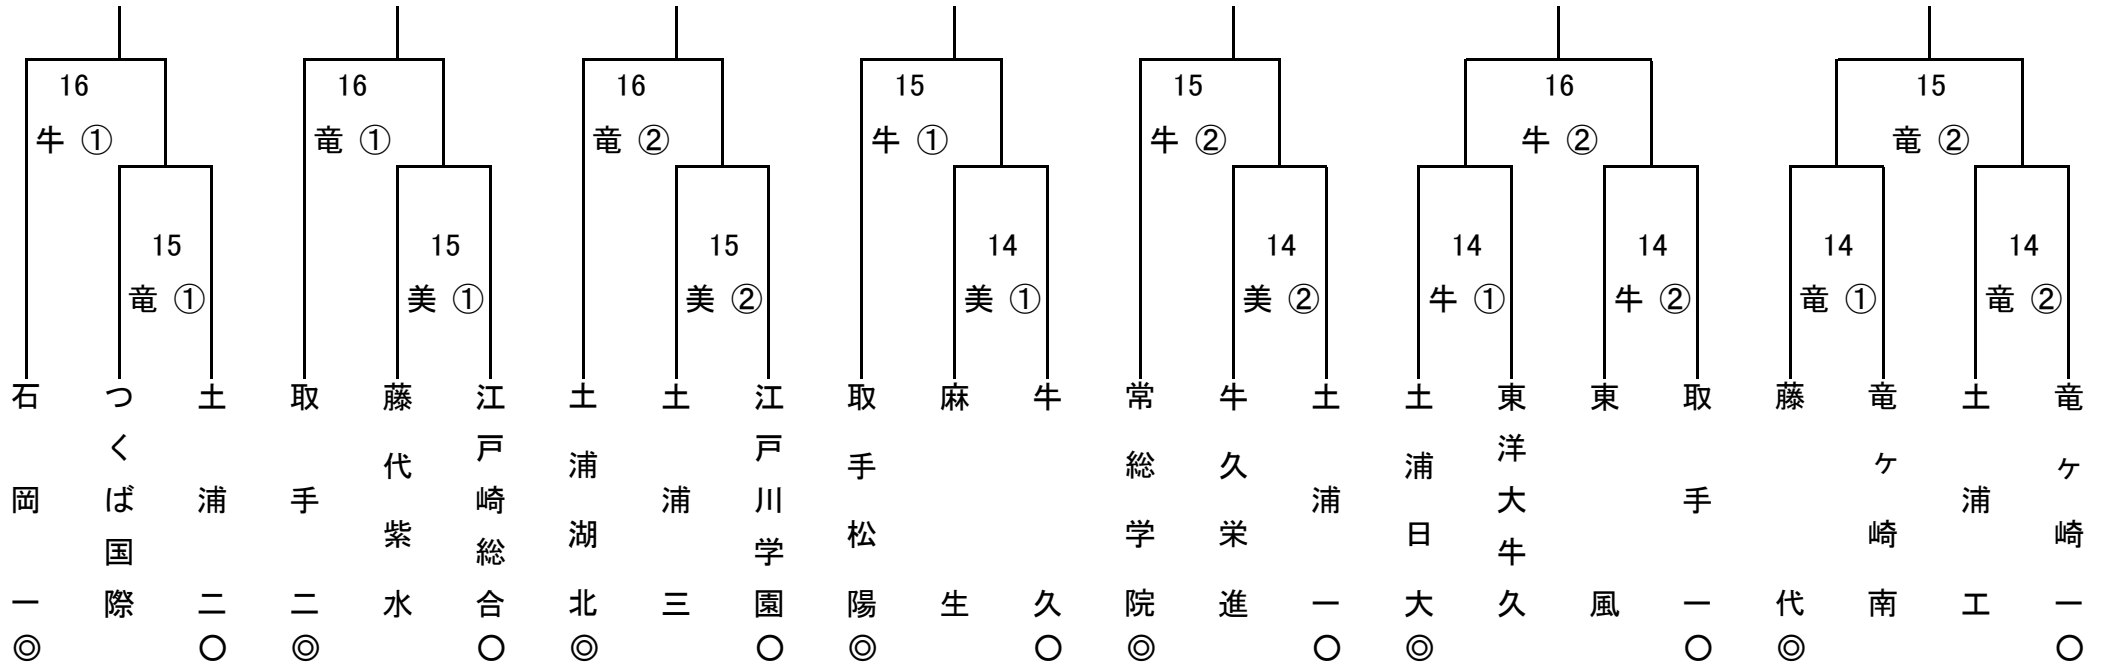 16 16 16 15 15 16 15
牛 ① 竜 ① 竜 ② 牛 ① 牛 ② 牛 ② 竜 ②
15 15 15 14 14 14 14 14 14
竜 ① 美 ① 美 ② 美 ① 美 ② 牛 ① 牛 ② 竜 ① 竜 ②
石岡一
つくば国際
土浦二
取手二
藤代紫水
江戸崎総合
土浦湖北
土浦三
江戸川学園
取手松陽
麻生
牛久
常総学院
牛久栄進
土浦一
土浦日大
東洋大牛久
東風
取手一
藤代
竜ヶ崎南
土浦工
竜ヶ崎一
◎ ○ ◎ ○ ◎ ○ ◎ ○ ◎ ○ ◎ ○ ◎ ○